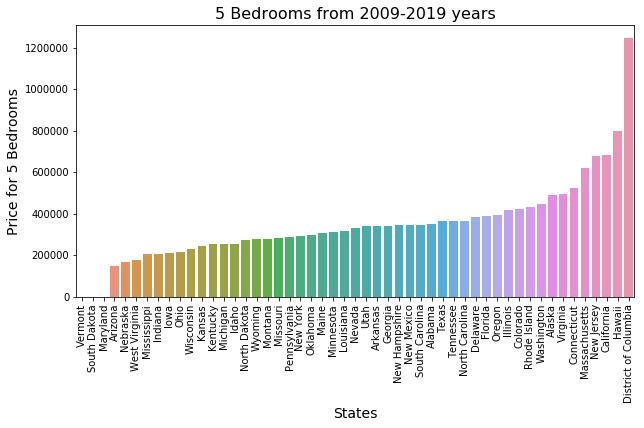 5 Bedrooms from 2009-2019 years
Price for 5 Bedrooms
1200000
1000000
800000
600000
400000
200000
0
Vermont
South Dakota
Maryland
Arizona
Nebraska
West Virginia
Mississippi
Indiana
Iowa
Ohio
Wisconsin
Kansas
Kentucky
Michigan
Idaho
North Dakota
Wyoming
Montana
Missouri
Pennsylvania
New York
Oklahoma
Maine
Minnesota
Louisiana
Nevada
Utah
Arkansas
Georgia
New Hampshire
New Mexico
South Carolina
Alabama
Texas
Tennessee
North Carolina
Delaware
Florida
Oregon
Illinois
Colorado
Rhode Island
Washington
Alaska
Virginia
Connecticut
Massachusetts
New Jersey
California
Hawaii
District of Columbia
States